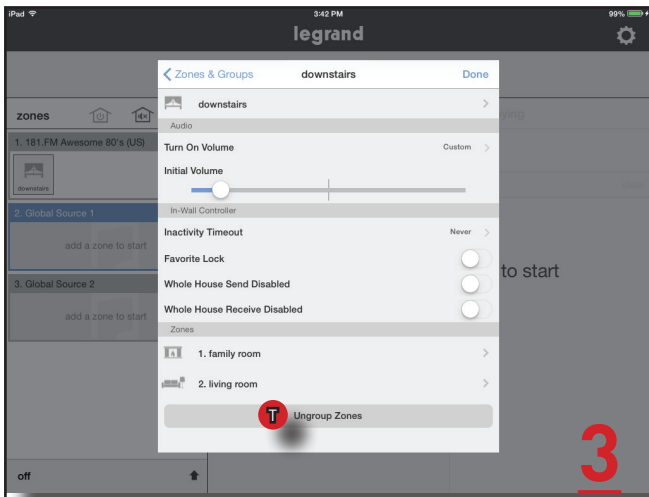 iPad 3:42 PM 99%
legrand
Zones & Groups downstairs Done
downstairs
zones
ying
Audio
1. 181.FM Awesome 80's (US)
Turn On Volume Custom
Initial Volume
downstairs
2. Global Source 1
In-Wall Controller
Inactivity Timeout Never
add a zone to start
Favorite Lock
to start
3. Global Source 2
Whole House Send Disabled
Whole House Receive Disabled
add a zone to start
Zones
1. family room
2. living room
T Ungroup Zones
3
off